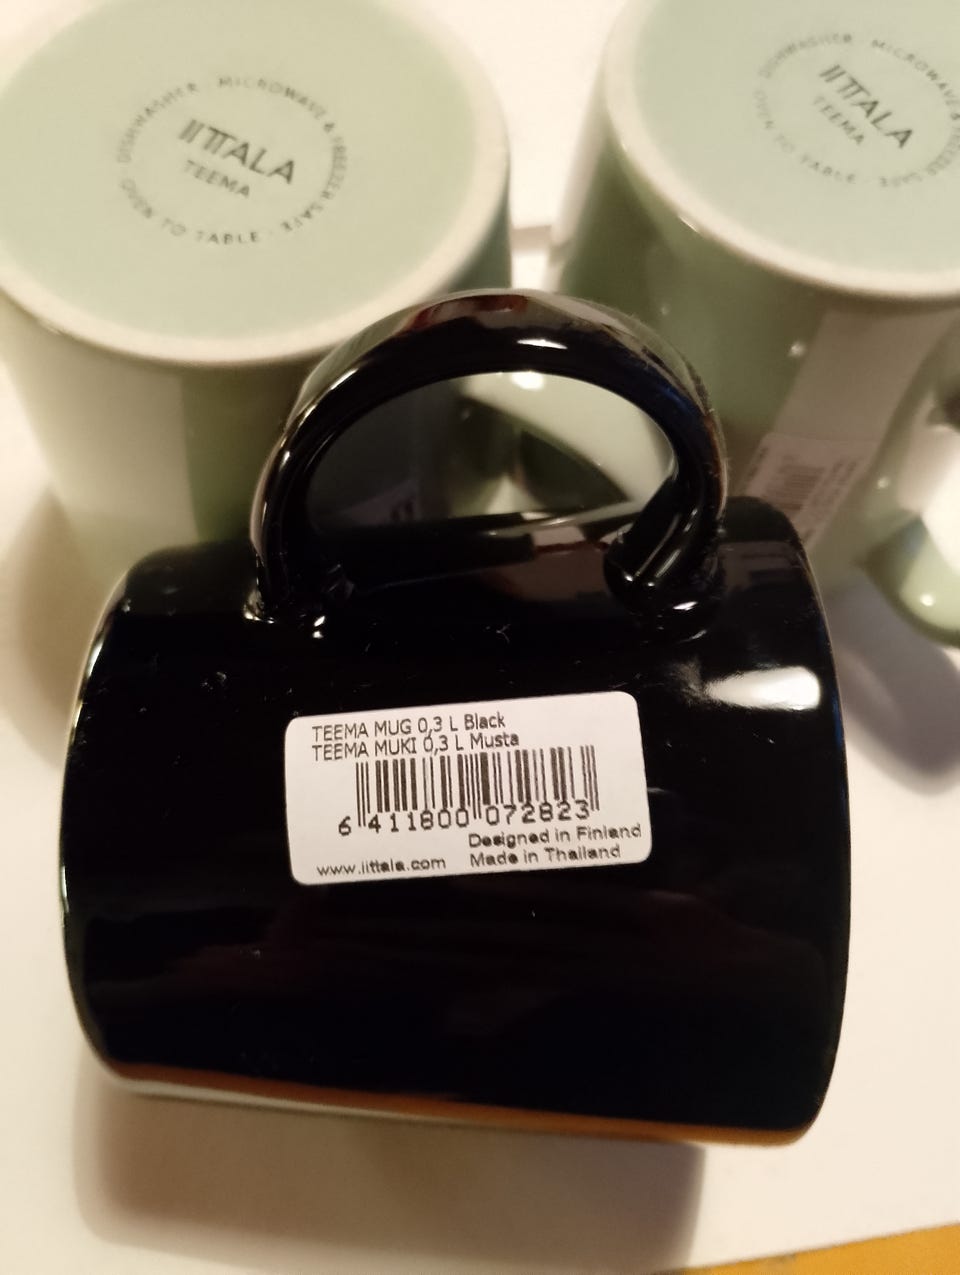 DISHWASHER · MICROWAVE & FREEZER SAFE · OVEN TO TABLE ·
IITTALA
TEEMA
DISHWASHER · MICROWAVE & FREEZER SAFE · OVEN TO TABLE ·
IITTALA
TEEMA
TEEMA MUG 0,3 L Black
TEEMA MUKI 0,3 L Musta
6 411800 072823
Designed in Finland
www.iittala.com Made in Thailand